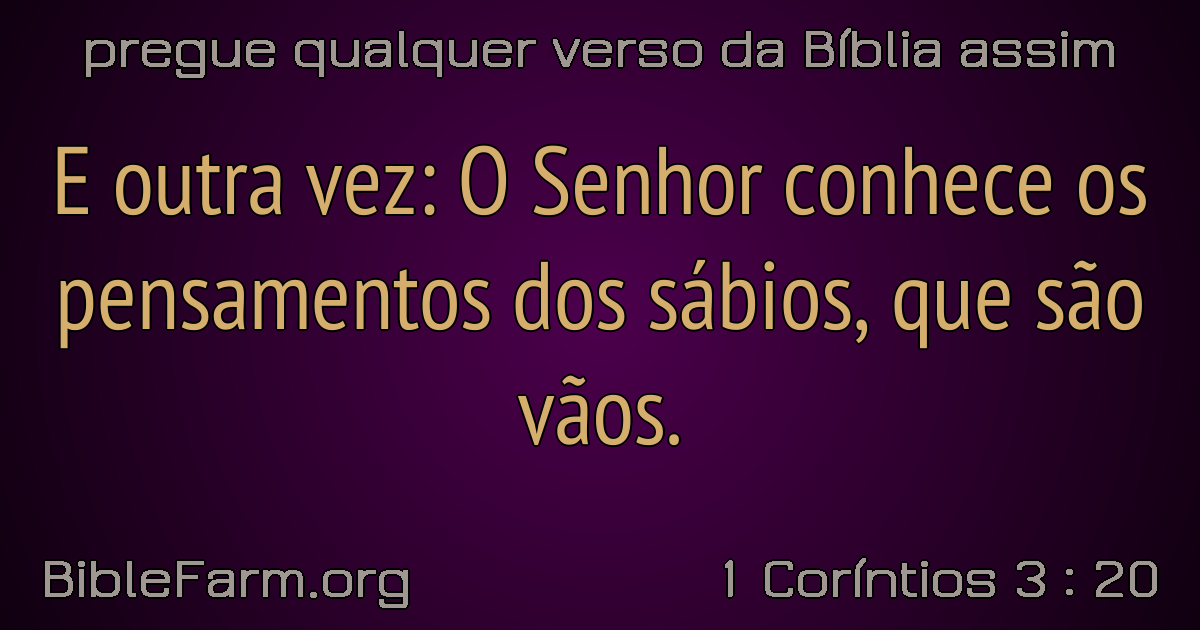 pregue qualquer verso da Bíblia assim
E outra vez: O Senhor conhece os
pensamentos dos sábios, que são
vãos.
BibleFarm.org
1 Coríntios 3 : 20